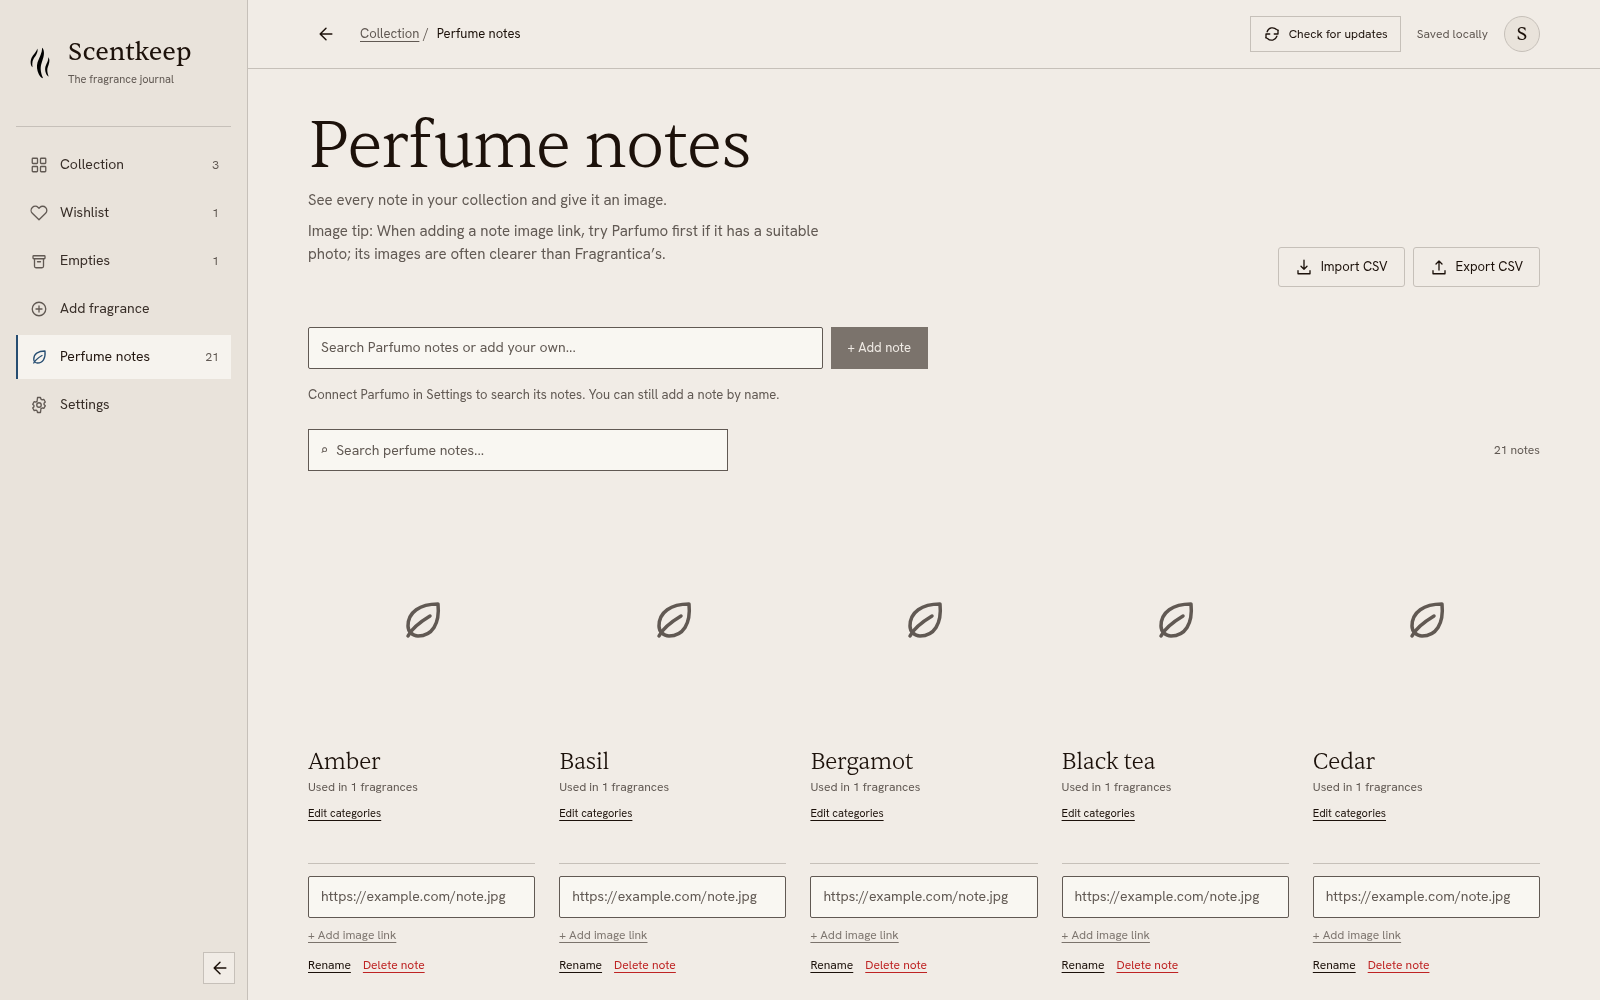 Scentkeep
The fragrance journal
Collection 3
Wishlist 1
Empties 1
Add fragrance
Perfume notes 21
Settings
Collection / Perfume notes
Check for updates
Saved locally
S
Perfume notes
See every note in your collection and give it an image.
Image tip: When adding a note image link, try Parfumo first if it has a suitable
photo; its images are often clearer than Fragrantica’s.
Import CSV
Export CSV
Search Parfumo notes or add your own...
+ Add note
Connect Parfumo in Settings to search its notes. You can still add a note by name.
Search perfume notes...
21 notes
Amber
Used in 1 fragrances
Edit categories
https://example.com/note.jpg
+ Add image link
Rename Delete note
Basil
Used in 1 fragrances
Edit categories
https://example.com/note.jpg
+ Add image link
Rename Delete note
Bergamot
Used in 1 fragrances
Edit categories
https://example.com/note.jpg
+ Add image link
Rename Delete note
Black tea
Used in 1 fragrances
Edit categories
https://example.com/note.jpg
+ Add image link
Rename Delete note
Cedar
Used in 1 fragrances
Edit categories
https://example.com/note.jpg
+ Add image link
Rename Delete note